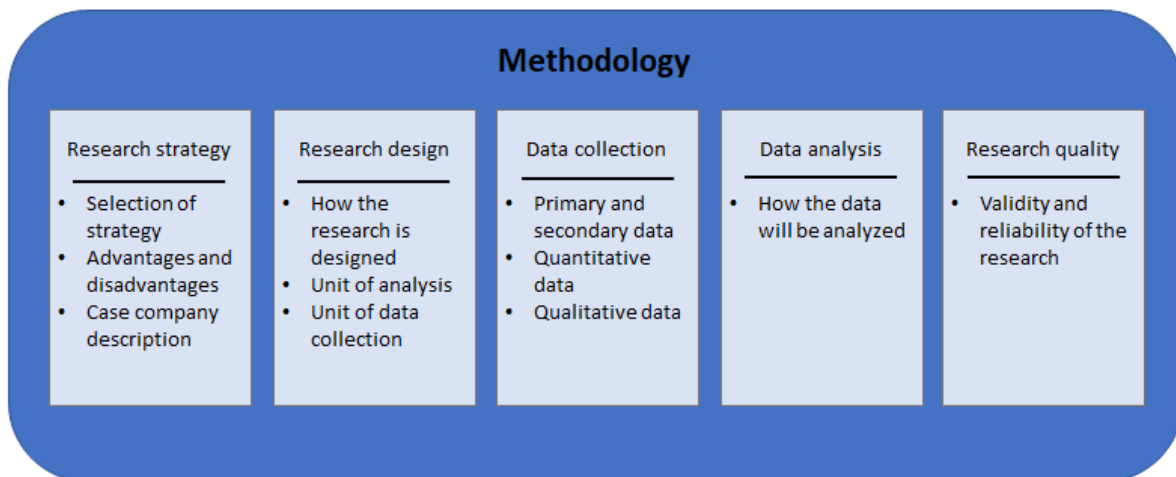 Methodology
Research strategy
• Selection of
strategy
• Advantages and
disadvantages
• Case company
description
Research design
• How the
research is
designed
• Unit of analysis
• Unit of data
collection
Data collection
• Primary and
secondary data
• Quantitative
data
• Qualitative data
Data analysis
• How the data
will be analyzed
Research quality
• Validity and
reliability of the
research